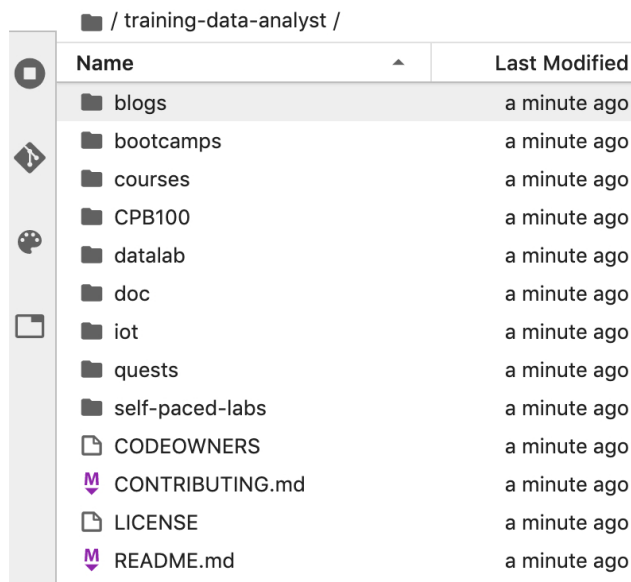 / training-data-analyst /
Name Last Modified
blogs a minute ago
bootcamps a minute ago
courses a minute ago
CPB100 a minute ago
datalab a minute ago
doc a minute ago
iot a minute ago
quests a minute ago
self-paced-labs a minute ago
CODEOWNERS a minute ago
M CONTRIBUTING.md a minute ago
LICENSE a minute ago
M README.md a minute ago